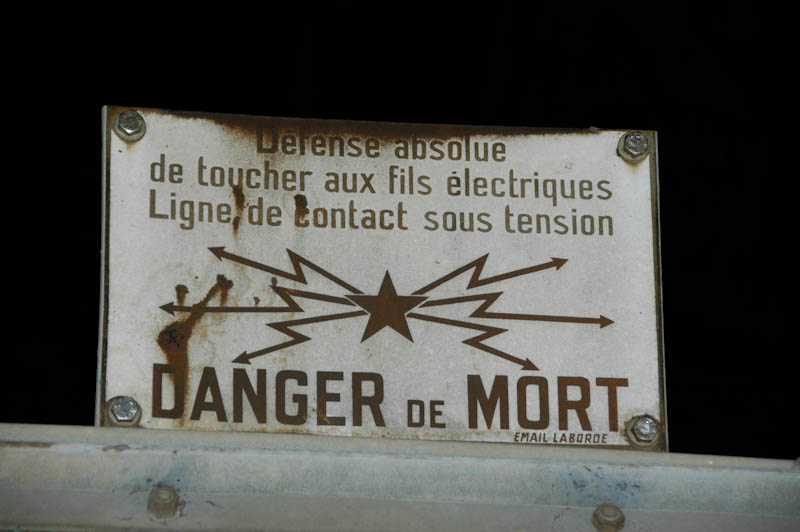 Défense absolue
de toucher aux fils électriques
Ligne de contact sous tension
DANGER DE MORT
EMAIL LABORDE